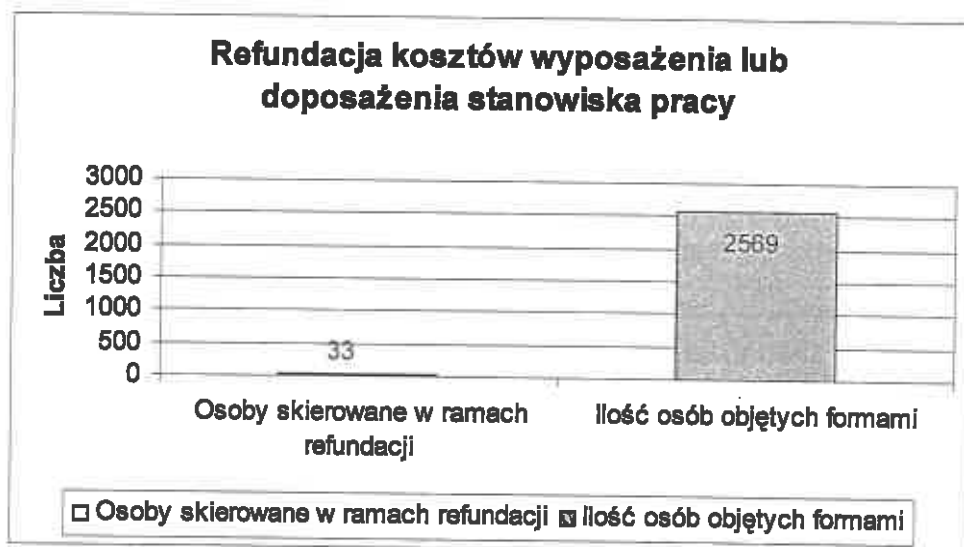 Refundacja kosztów wyposażenia lub
doposażenia stanowiska pracy
Liczba
3000
2500
2000
1500
1000
500
0
33
2569
Osoby skierowane w ramach
refundacji
Ilość osób objętych formami
Osoby skierowane w ramach refundacji Ilość osób objętych formami